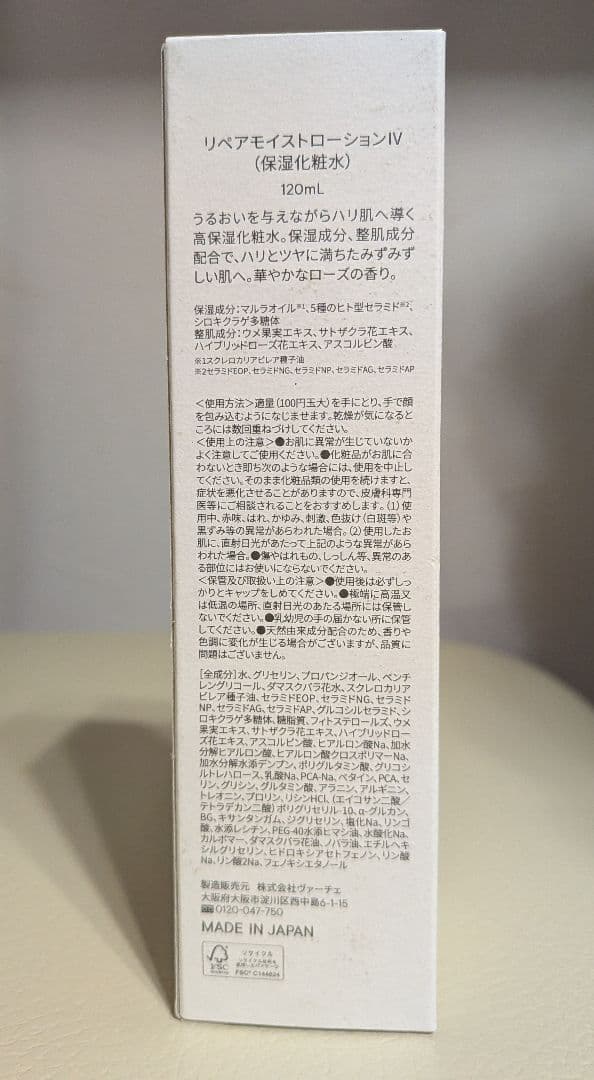 リペアモイストローションIV
（保湿化粧水）
120mL
うるおいを与えながらハリ肌へ導く
高保湿化粧水。保湿成分、整肌成分
配合で、ハリとツヤに満ちたみずみず
しい肌へ。華やかなローズの香り。
保湿成分：マルラオイル※1、5種のヒト型セラミド※2、
シロキクラゲ多糖体
整肌成分：ウメ果実エキス、サトザクラ花エキス、
ハイブリッドローズ花エキス、アスコルビン酸
※1スクレロカリアビレア種子油
※2セラミドEOP、セラミドNG、セラミドNP、セラミドAG、セラミドAP
＜使用方法＞適量（100円玉大）を手にとり、手で顔
を包み込むようになじませます。乾燥が気になるとこ
ころには数回重ねづけしてください。
＜使用上の注意＞●お肌に異常が生じていないか
よく注意してご使用ください。●化粧品がお肌に合
わないとき即ち次のような場合には、使用を中止し
てください。そのまま化粧品類の使用を続けますと、
症状を悪化させることがありますので、皮膚科専門
医等にご相談されることをおすすめします。（1）使
用中、赤味、はれ、かゆみ、刺激、色抜け（白斑等）や
黒ずみ等の異常があらわれた場合。（2）使用したお
肌に、直射日光があたって上記のような異常があら
われた場合。●傷やはれもの、しっしん等、異常のあ
る部位にはお使いにならないでください。
＜保管及び取扱い上の注意＞●使用後は必ずしっ
かりとキャップをしめてください。●極端に高温又
は低温の場所、直射日光のあたる場所には保管し
ないでください。●乳幼児の手の届かない所に保管
してください。●天然由来成分配合のため、香りや
色調に変化が生じる場合がございますが、品質に
問題はございません。
［全成分］水、グリセリン、プロパンジオール、ペンチ
レングリコール、ダマスクバラ花水、スクレロカリア
ビレア種子油、セラミドEOP、セラミドNG、セラミド
NP、セラミドAG、セラミドAP、グルコシルセラミド、シ
ロキクラゲ多糖体、糖脂質、フィトステロールズ、ウメ
果実エキス、サトザクラ花エキス、ハイブリッドロー
ズ花エキス、アスコルビン酸、ヒアルロン酸Na、加水
分解ヒアルロン酸、ヒアルロン酸クロスポリマーNa、
加水分解水添デンプン、ポリグルタミン酸、グリコシ
ルトレハロース、乳酸Na、PCA-Na、ベタイン、PCA、セ
リン、グリシン、グルタミン酸、アラニン、アルギニン、
トレオニン、プロリン、リシンHCl、（エイコサン二酸／
テトラデカン二酸）ポリグリセリル-10、α-グルカン、
BG、キサンタンガム、ジグリセリン、塩化Na、リンゴ
酸、水添レシチン、PEG-40水添ヒマシ油、水酸化Na、
カルボマー、ダマスクバラ花油、ノバラ油、エチルヘキ
シルグリセリン、ヒドロキシアセトフェノン、リン酸
Na、リン酸2Na、フェノキシエタノール
製造販売元 株式会社ヴァーチェ
大阪府大阪市淀川区西中島6-1-15
0120-047-750
MADE IN JAPAN
リサイクル
FSC
FSC® C144024